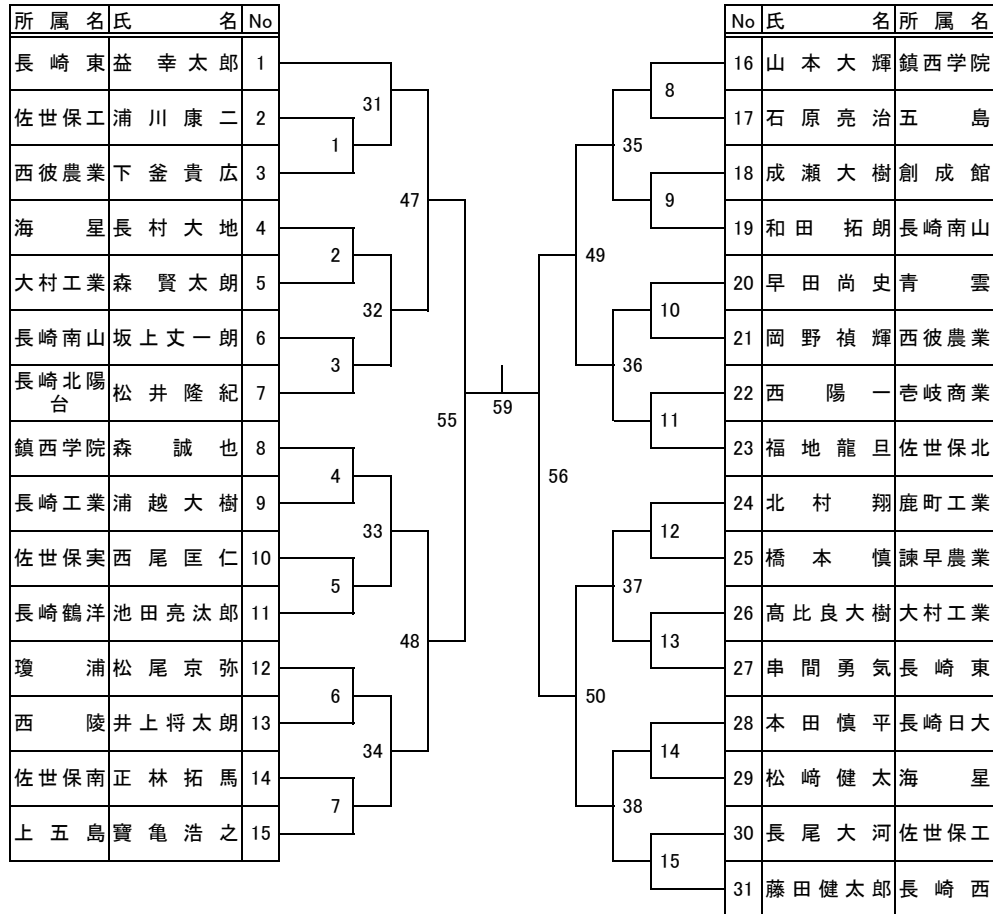 所属名 氏名 No
長崎東 益幸太郎 1
佐世保工 浦川康二 2
西彼農業 下釜貴広 3
海星 長村大地 4
大村工業 森賢太朗 5
長崎南山 坂上丈一朗 6
長崎北陽台 松井隆紀 7
鎮西学院 森誠也 8
長崎工業 浦越大樹 9
佐世保実 西尾匡仁 10
長崎鶴洋 池田亮汰郎 11
瓊浦 松尾京弥 12
西陵 井上将太朗 13
佐世保南 正林拓馬 14
上五島 寶亀浩之 15
31
1
47
2
32
3
55
4
33
5
48
6
34
7
59
8
35
9
49
10
36
11
56
12
37
13
50
14
38
15
No 氏名 所属名
16 山本大輝 鎮西学院
17 石原亮治 五島
18 成瀬大樹 創成館
19 和田拓朗 長崎南山
20 早田尚史 青雲
21 岡野禎輝 西彼農業
22 西陽一 壱岐商業
23 福地龍旦 佐世保北
24 北村翔 鹿町工業
25 橋本慎 諫早農業
26 髙比良大樹 大村工業
27 串間勇気 長崎東
28 本田慎平 長崎日大
29 松﨑健太 海星
30 長尾大河 佐世保工
31 藤田健太郎 長崎西